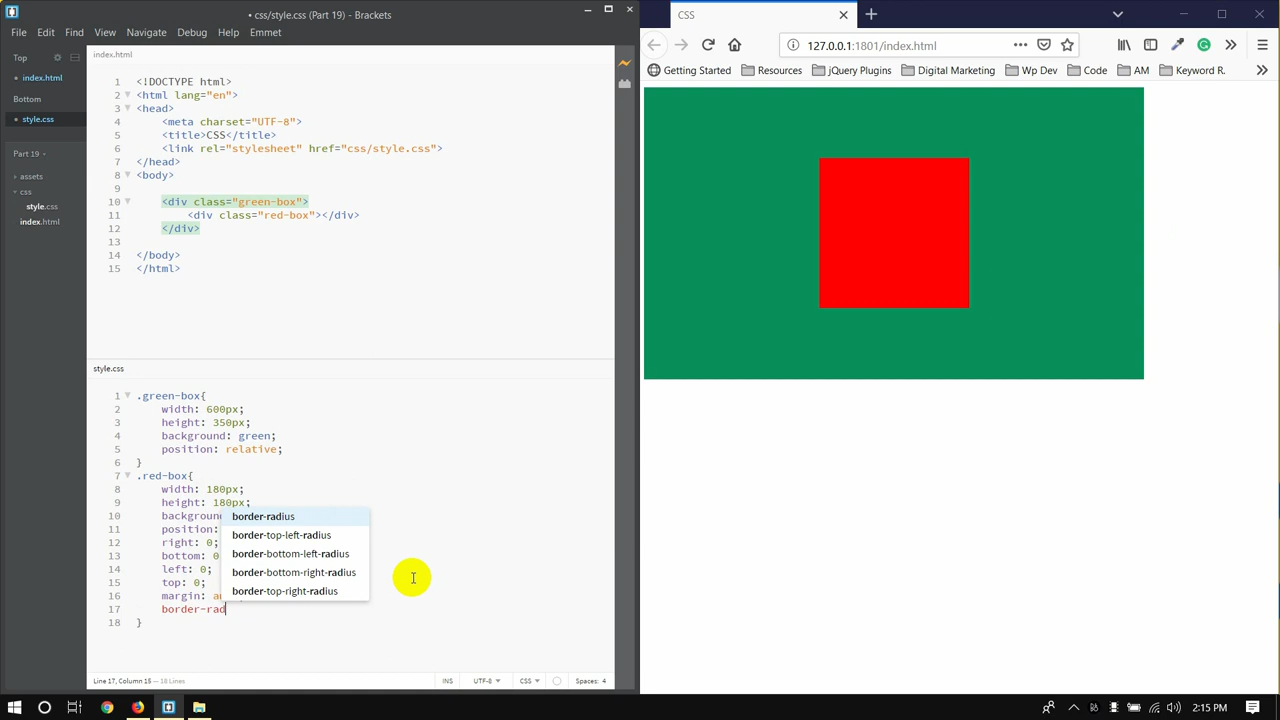 • css/style.css (Part 19) - Brackets
File Edit Find View Navigate Debug Help Emmet
Top
• index.html
Bottom
• style.css
Part 19
assets
css
style.css
index.html
index.html
1 <!DOCTYPE html>
2 <html lang="en">
3 <head>
4 <meta charset="UTF-8">
5 <title>CSS</title>
6 <link rel="stylesheet" href="css/style.css">
7 </head>
8 <body>
9
10 <div class="green-box">
11 <div class="red-box"></div>
12 </div>
13
14 </body>
15 </html>
style.css
1 .green-box{
2 width: 600px;
3 height: 350px;
4 background: green;
5 position: relative;
6 }
7 .red-box{
8 width: 180px;
9 height: 180px;
10 background
11 position:
12 right: 0;
13 bottom: 0
14 left: 0;
15 top: 0;
16 margin:
17 border-rad
18 }
border-radius
border-top-left-radius
border-bottom-left-radius
border-bottom-right-radius
border-top-right-radius
Line 17, Column 15 — 18 Lines
INS UTF-8 CSS Spaces: 4
CSS
127.0.0.1:1801/index.html
Getting Started Resources jQuery Plugins Digital Marketing Wp Dev Code AM Keyword R.
2:15 PM